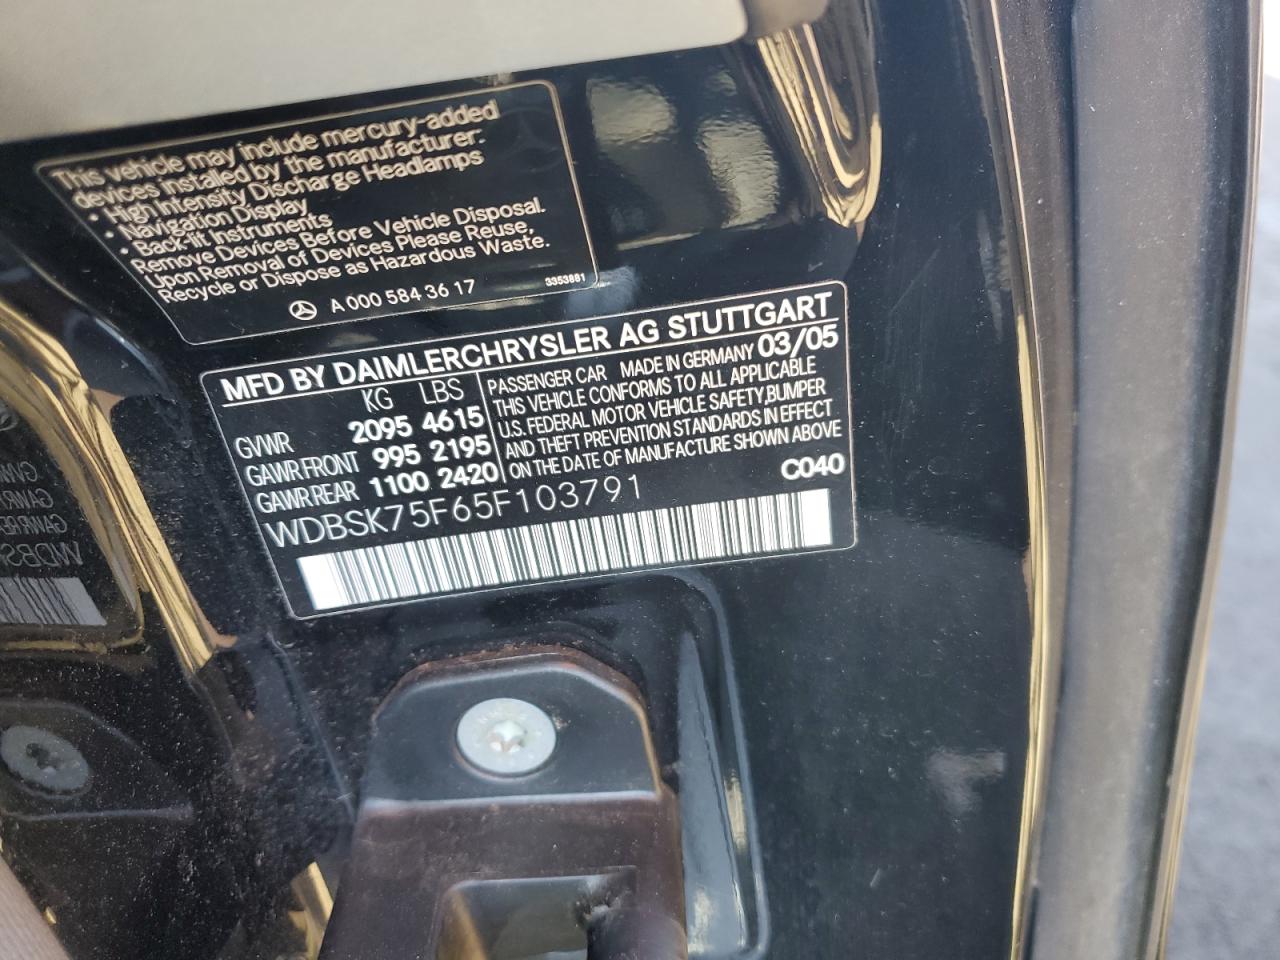 This vehicle may include mercury-added
devices installed by the manufacturer:
• High Intensity Discharge Headlamps
• Navigation Display
• Back-lit Instruments
Remove Devices Before Vehicle Disposal.
Upon Removal of Devices Please Reuse,
Recycle or Dispose as Hazardous Waste.
A 000 584 36 17
3353881
MFD BY DAIMLERCHRYSLER AG STUTTGART
KG LBS
GVWR 2095 4615
GAWR FRONT 995 2195
GAWR REAR 1100 2420
PASSENGER CAR MADE IN GERMANY 03/05
THIS VEHICLE CONFORMS TO ALL APPLICABLE
U.S. FEDERAL MOTOR VEHICLE SAFETY,BUMPER
AND THEFT PREVENTION STANDARDS IN EFFECT
ON THE DATE OF MANUFACTURE SHOWN ABOVE
C040
WDBSK75F65F103791